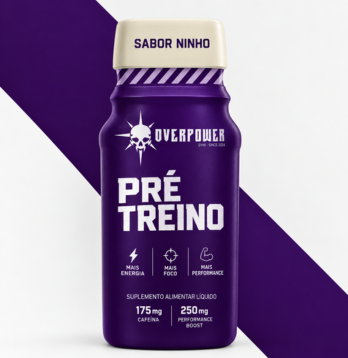 SABOR NINHO
OVERPOWER
PRÉ
TREINO
MAIS
ENERGIA
MAIS
FOCO
MAIS
PERFORMANCE
SUPLEMENTO ALIMENTAR LÍQUIDO
175mg
CAFEÍNA
250mg
PERFORMANCE
BOOST